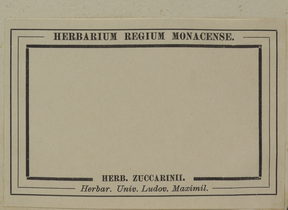 HERBARIUM REGIUM MONACENSE.
HERB. ZUCCARINII.
Herbar. Univ. Ludov. Maximil.